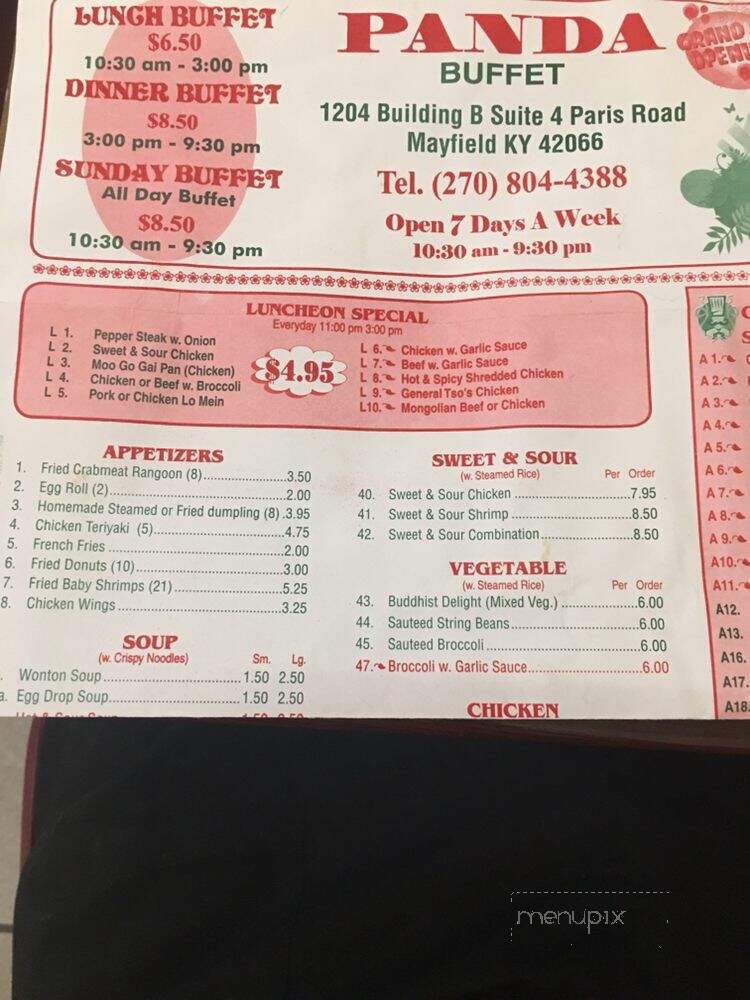 LUNCH BUFFET
$6.50
10:30 am - 3:00 pm
DINNER BUFFET
$8.50
3:00 pm - 9:30 pm
SUNDAY BUFFET
All Day Buffet
$8.50
10:30 am - 9:30 pm
PANDA
BUFFET
1204 Building B Suite 4 Paris Road
Mayfield KY 42066
Tel. (270) 804-4388
Open 7 Days A Week
10:30 am - 9:30 pm
GRAND
OPENI
LUNCHEON SPECIAL
Everyday 11:00 pm 3:00 pm
L 1. Pepper Steak w. Onion
L 2. Sweet & Sour Chicken
L 3. Moo Go Gai Pan (Chicken)
L 4. Chicken or Beef w. Broccoli
L 5. Pork or Chicken Lo Mein
$4.95
L 6. Chicken w. Garlic Sauce
L 7. Beef w. Garlic Sauce
L 8. Hot & Spicy Shredded Chicken
L 9. General Tso's Chicken
L10. Mongolian Beef or Chicken
APPETIZERS
1. Fried Crabmeat Rangoon (8) 3.50
2. Egg Roll (2) 2.00
3. Homemade Steamed or Fried dumpling (8) .3.95
4. Chicken Teriyaki (5) 4.75
5. French Fries 2.00
6. Fried Donuts (10) 3.00
7. Fried Baby Shrimps (21) 5.25
8. Chicken Wings 3.25
SOUP
(w. Crispy Noodles) Sm. Lg.
. Wonton Soup 1.50 2.50
a. Egg Drop Soup 1.50 2.50
SWEET & SOUR
(w. Steamed Rice) Per Order
40. Sweet & Sour Chicken 7.95
41. Sweet & Sour Shrimp 8.50
42. Sweet & Sour Combination 8.50
VEGETABLE
(w. Steamed Rice) Per Order
43. Buddhist Delight (Mixed Veg.) 6.00
44. Sauteed String Beans 6.00
45. Sauteed Broccoli 6.00
47. Broccoli w. Garlic Sauce 6.00
CHICKEN
C
S
A 1.
A 2.
A 3.
A 4.
A 5.
A 6.
A 7.
A 8.
A 9.
A10.
A11.
A12.
A13.
A16.
A17.
A18.
menupix